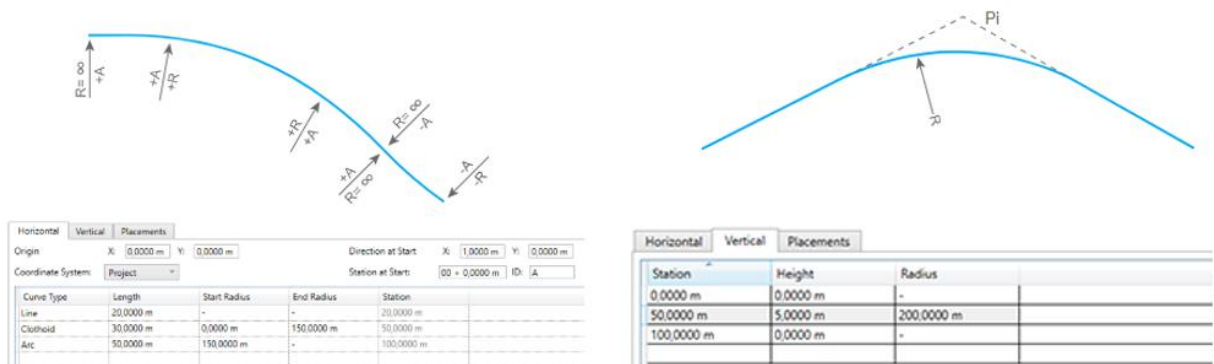 R= ∞
+A
+A
+R
+R
+A
R= ∞
-A
+A
R= ∞
-A
-R
Pi
-R
Horizontal Vertical Placements
Origin X: 0,0000 m Y: 0,0000 m Direction at Start X: 1,0000 m Y: 0,0000 m
Coordinate System: Project Station at Start: 00 + 0,0000 m ID: A
Curve Type Length Start Radius End Radius Station
Line 20,0000 m - - 20,0000 m
Clothoid 30,0000 m 0,0000 m 150,0000 m 50,0000 m
Arc 50,0000 m 150,0000 m - 100,0000 m
Horizontal Vertical Placements
Station Height Radius
0,0000 m 0,0000 m -
50,0000 m 5,0000 m 200,0000 m
100,0000 m 0,0000 m -